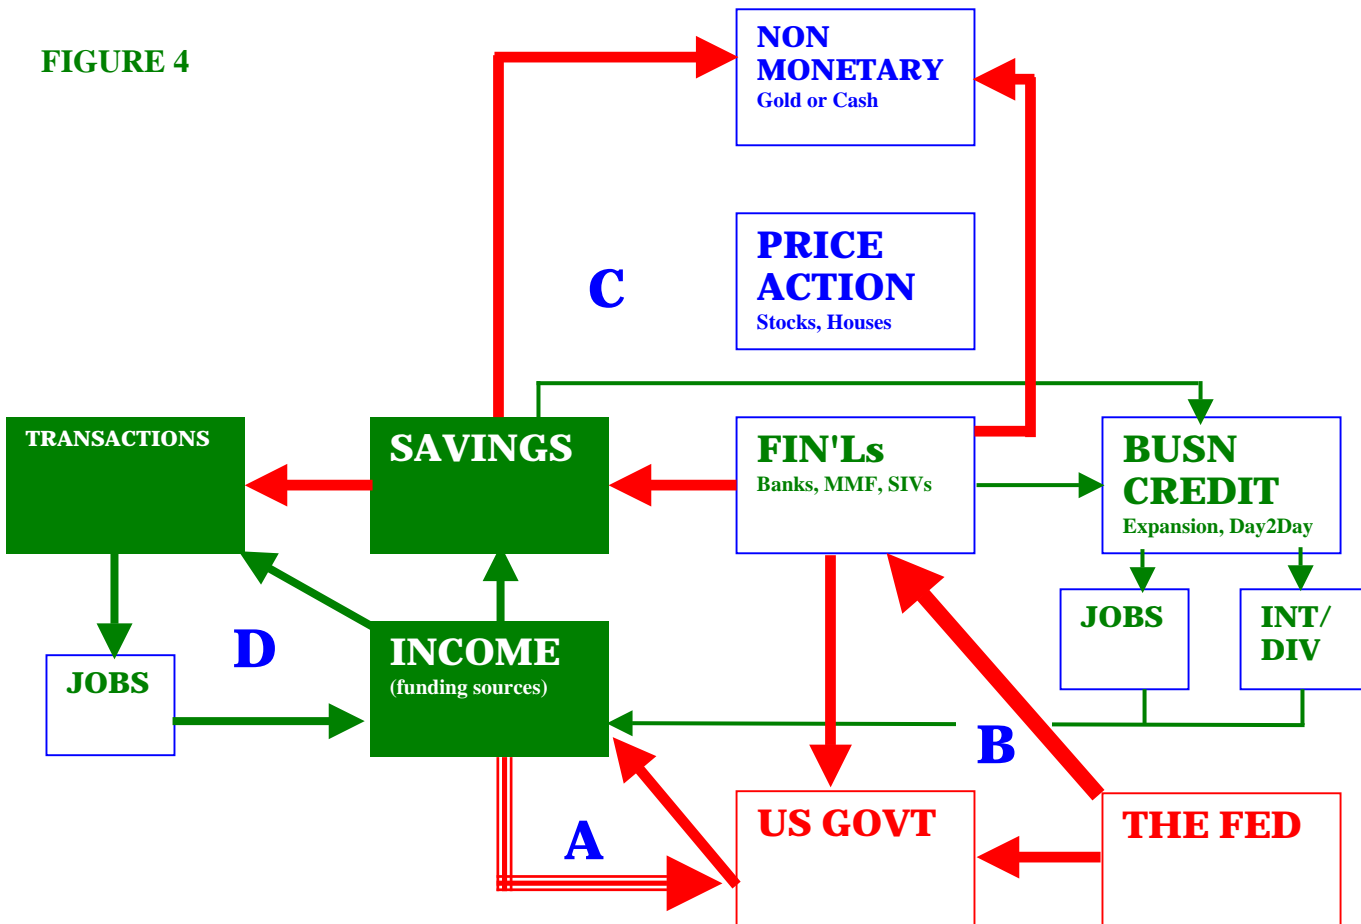 FIGURE 4
NON
MONETARY
Gold or Cash
PRICE
ACTION
Stocks, Houses
C
TRANSACTIONS
SAVINGS
FIN'Ls
Banks, MMF, SIVs
BUSN
CREDIT
Expansion, Day2Day
JOBS
INT/
DIV
D
INCOME
(funding sources)
JOBS
B
A
US GOVT
THE FED